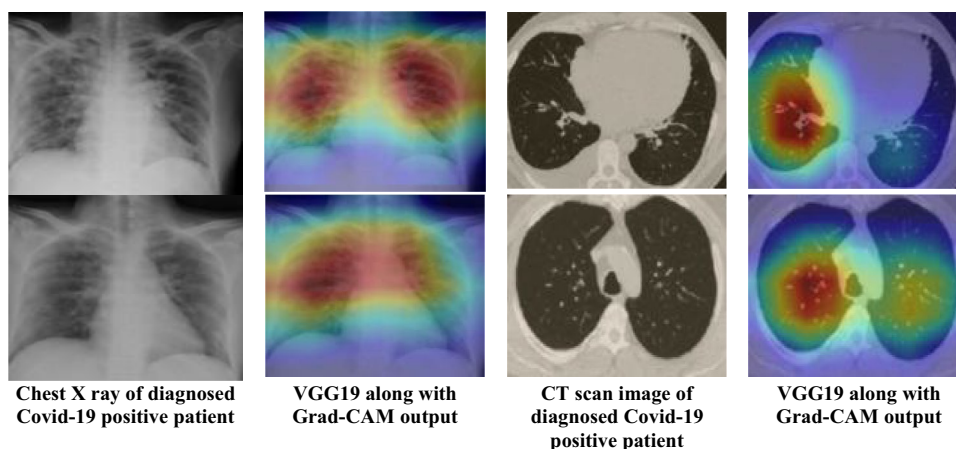 Chest X ray of diagnosed
Covid-19 positive patient
VGG19 along with
Grad-CAM output
CT scan image of
diagnosed Covid-19
positive patient
VGG19 along with
Grad-CAM output